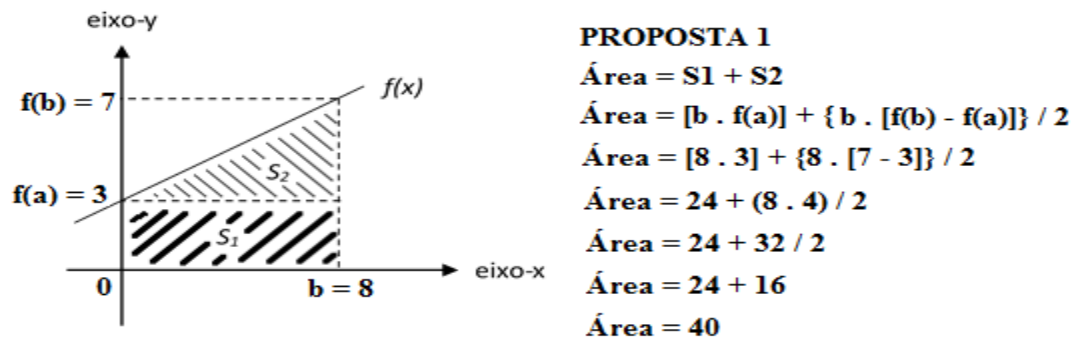 eixo-y
f(b) = 7
f(x)
f(a) = 3
S2
S1
eixo-x
0
b = 8
PROPOSTA 1
Área = S1 + S2
Área = [b . f(a)] + {b . [f(b) - f(a)]} / 2
Área = [8 . 3] + {8 . [7 - 3]} / 2
Área = 24 + (8 . 4) / 2
Área = 24 + 32 / 2
Área = 24 + 16
Área = 40